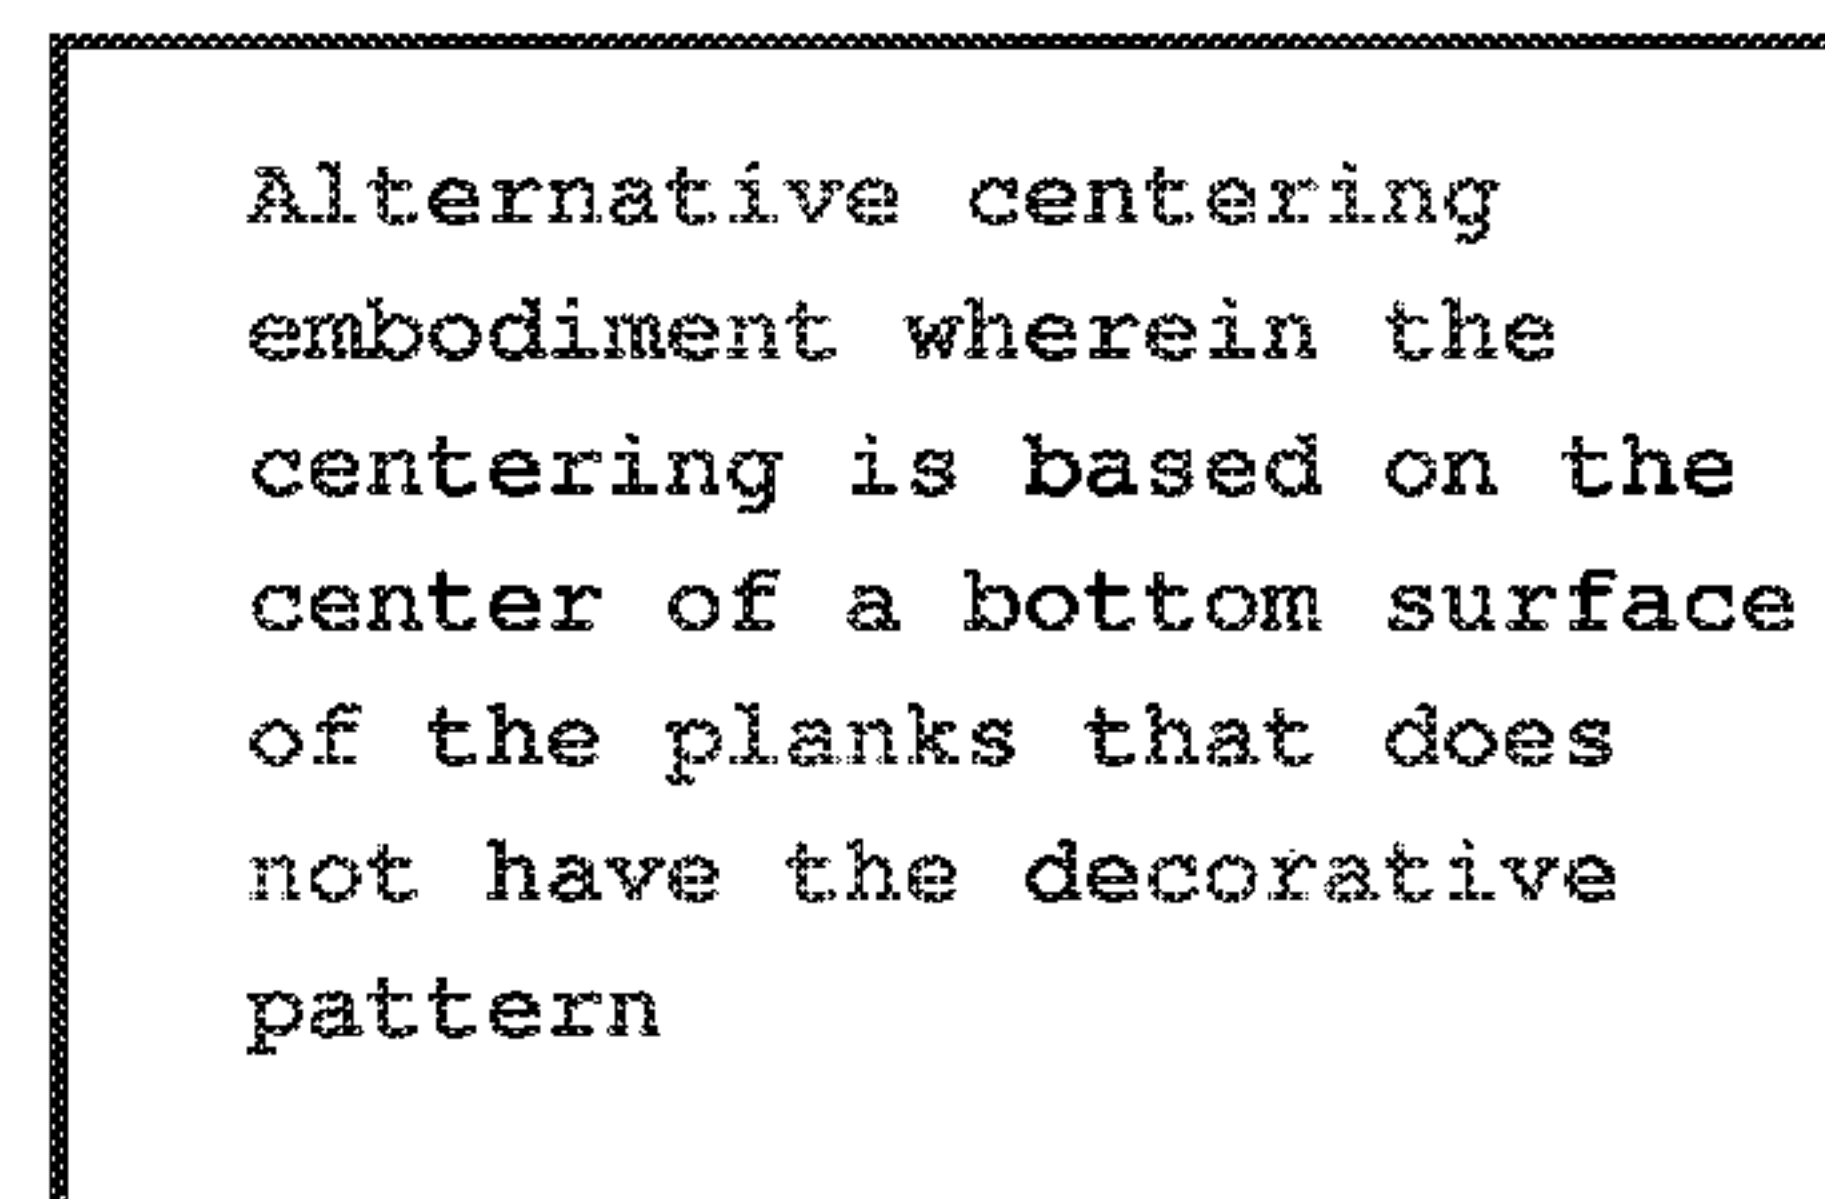 Alternative centering
embodiment wherein the
centering is based on the
center of a bottom surface
of the planks that does
not have the decorative
pattern